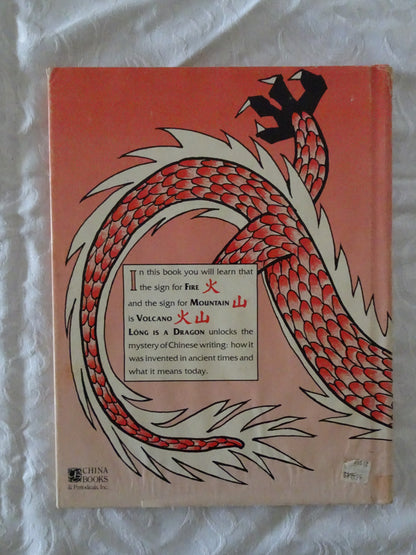 In this book you will learn that
the sign for FIRE 火
and the sign for MOUNTAIN 山
is VOLCANO 火山
LÓNG IS A DRAGON unlocks the
mystery of Chinese writing: how it
was invented in ancient times and
what it means today.
CHINA
BOOKS
& Periodicals, Inc.